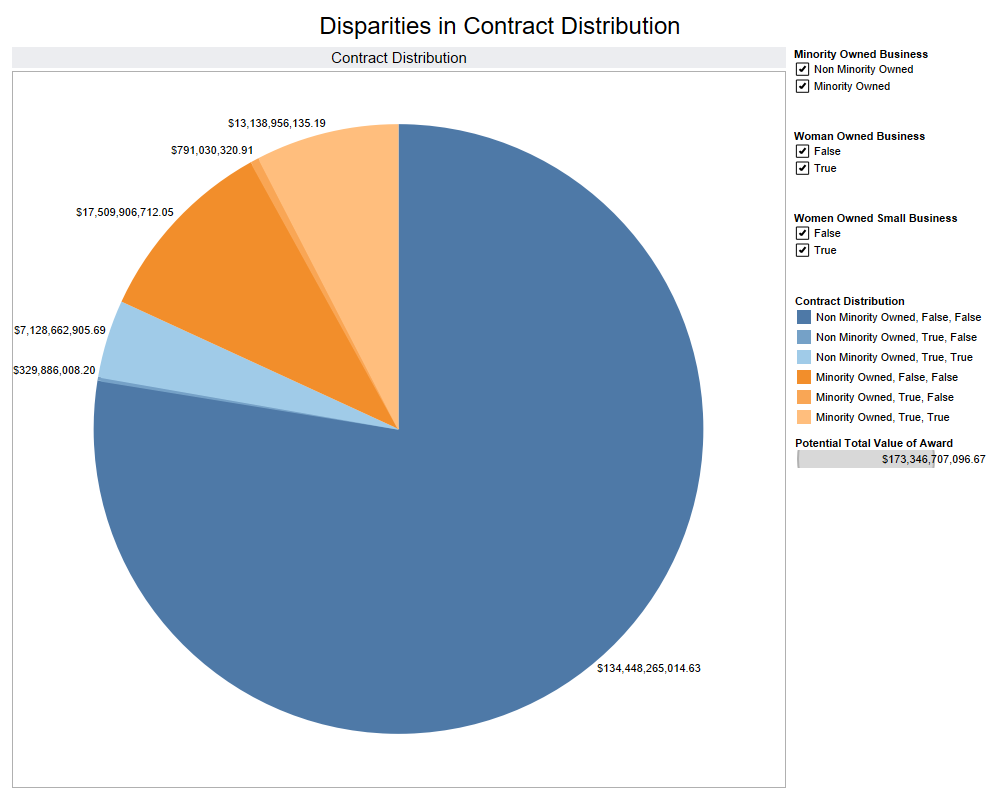 Disparities in Contract Distribution
Contract Distribution
$13,138,956,135.19
$791,030,320.91
$17,509,906,712.05
$7,128,662,905.69
$329,886,008.20
$134,448,265,014.63
Minority Owned Business
Non Minority Owned
Minority Owned
Woman Owned Business
False
True
Women Owned Small Business
False
True
Contract Distribution
Non Minority Owned, False, False
Non Minority Owned, True, False
Non Minority Owned, True, True
Minority Owned, False, False
Minority Owned, True, False
Minority Owned, True, True
Potential Total Value of Award
$173,346,707,096.67